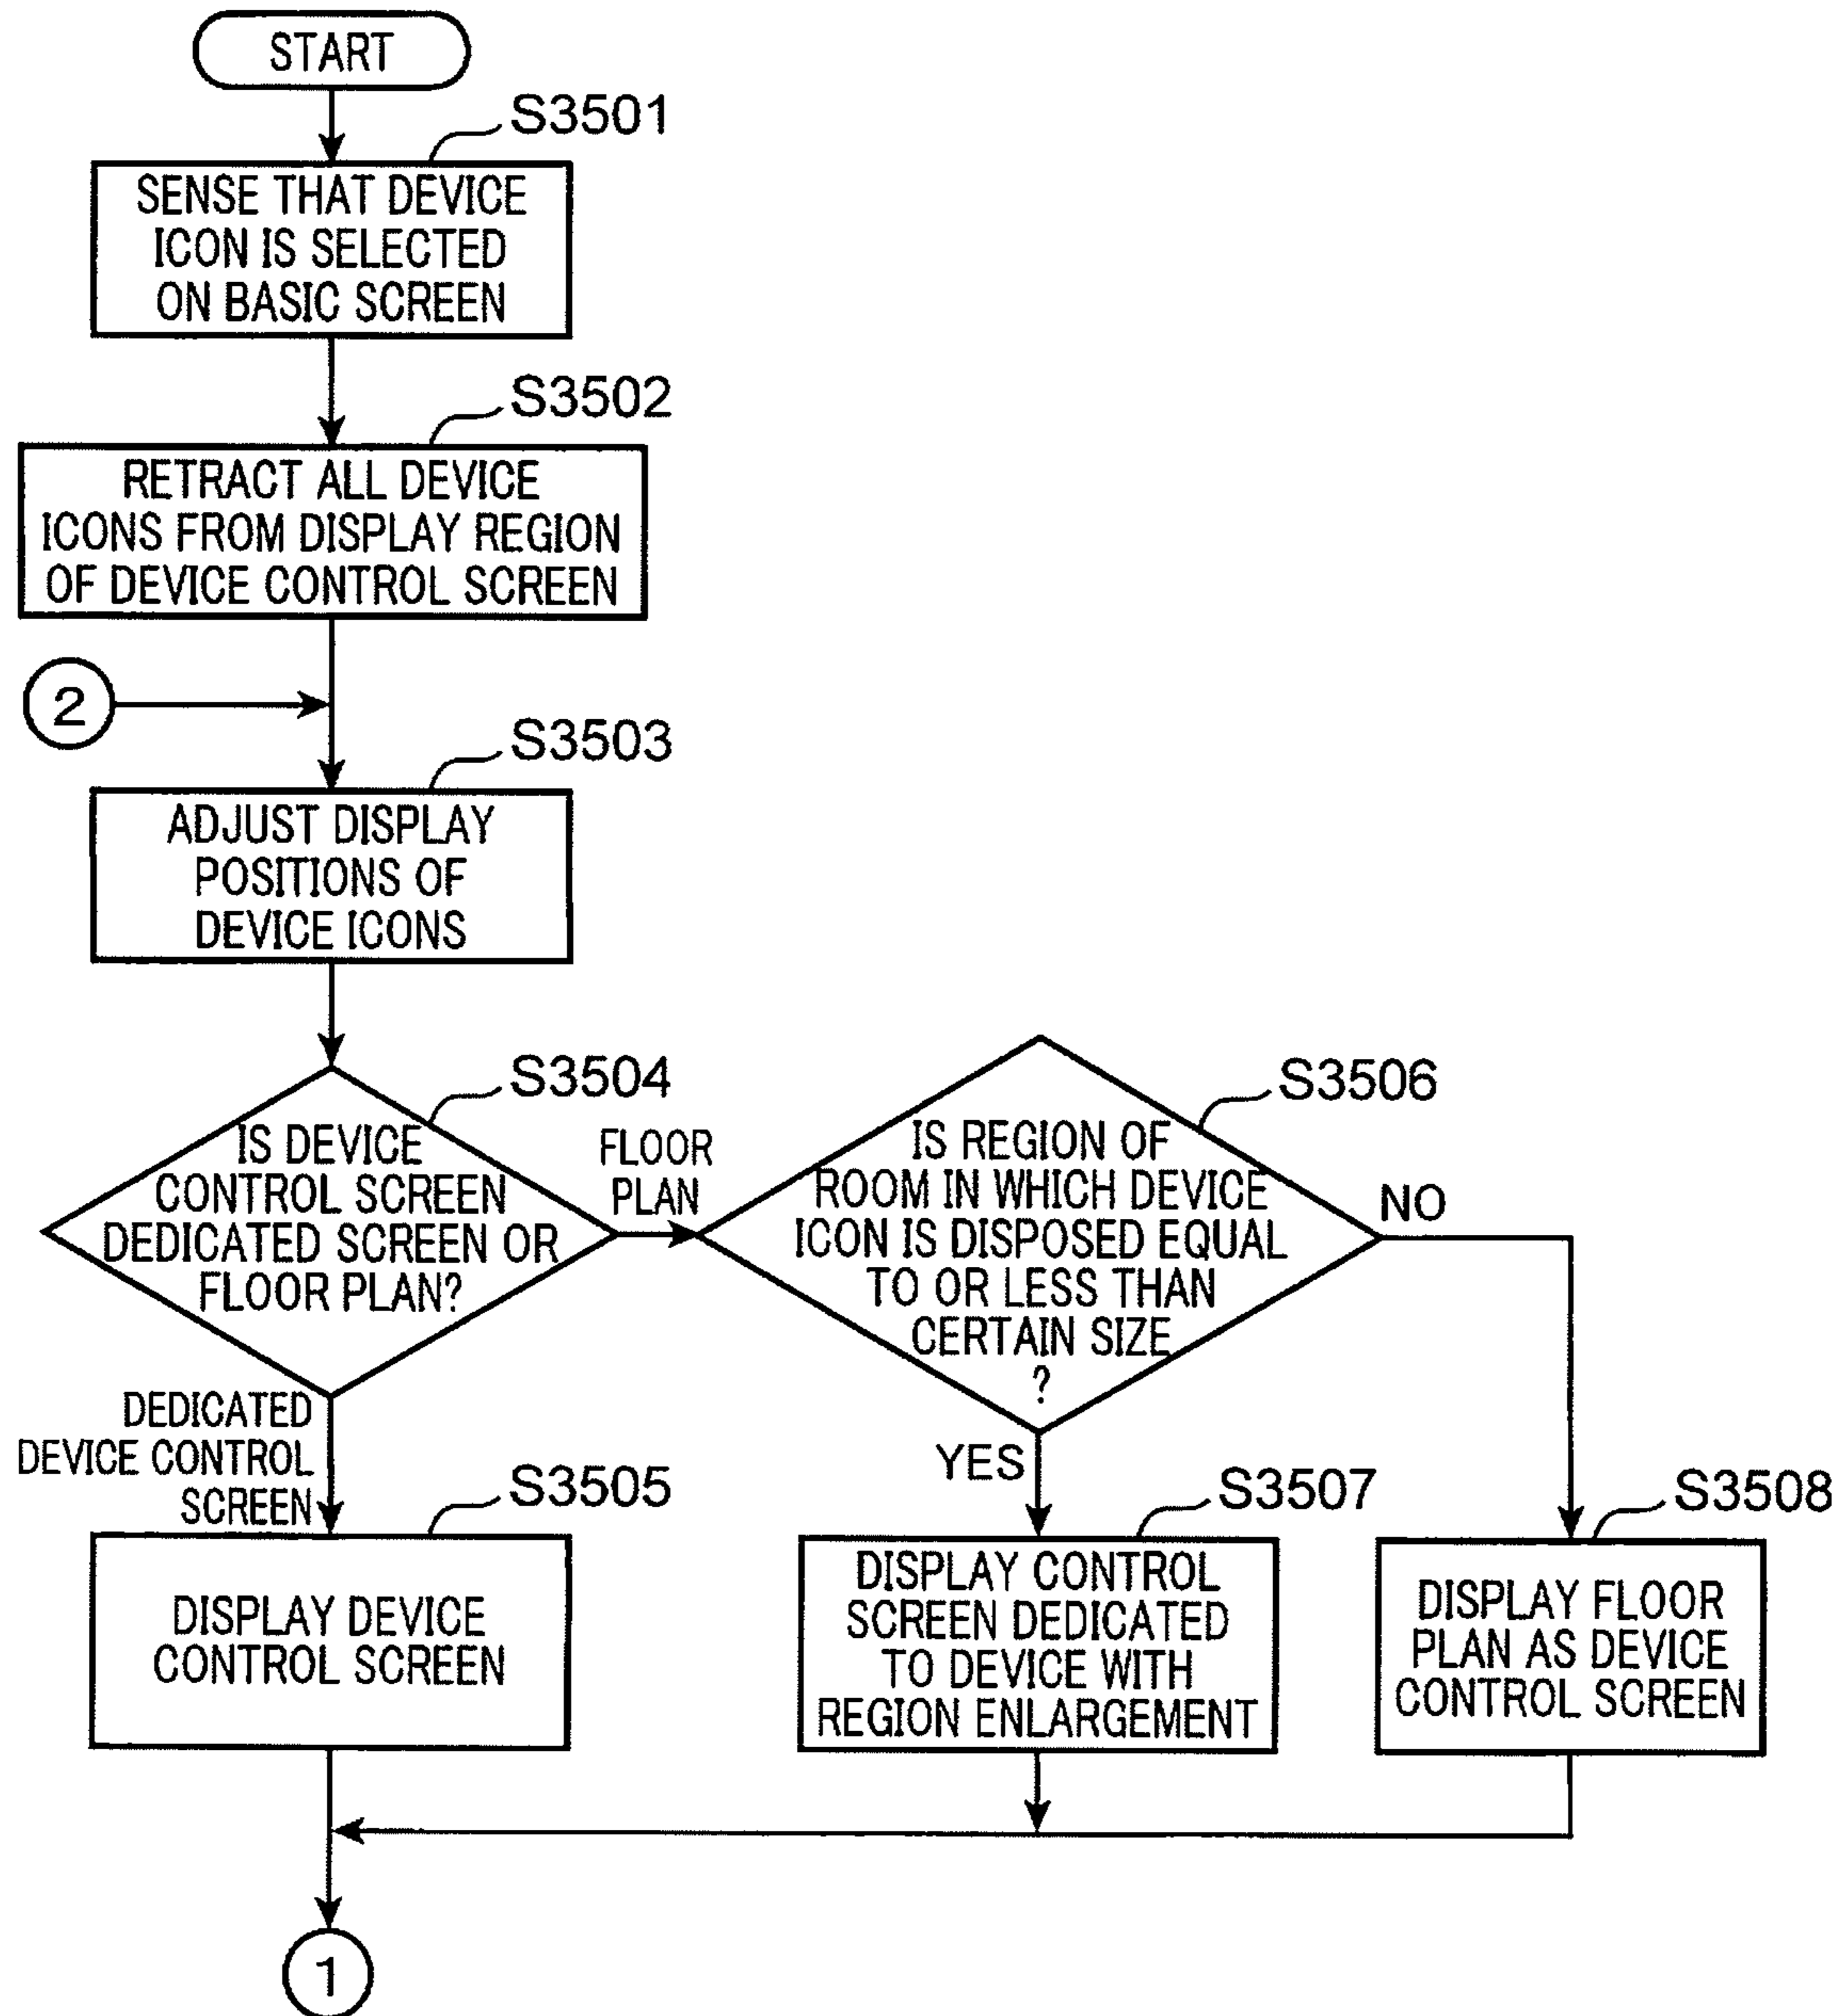 START
S3501
SENSE THAT DEVICE
ICON IS SELECTED
ON BASIC SCREEN
S3502
RETRACT ALL DEVICE
ICONS FROM DISPLAY REGION
OF DEVICE CONTROL SCREEN
2
S3503
ADJUST DISPLAY
POSITIONS OF
DEVICE ICONS
S3504
IS DEVICE
CONTROL SCREEN
DEDICATED SCREEN OR
FLOOR PLAN?
FLOOR
PLAN
S3506
IS REGION OF
ROOM IN WHICH DEVICE
ICON IS DISPOSED EQUAL
TO OR LESS THAN
CERTAIN SIZE
?
NO
DEDICATED
DEVICE CONTROL
SCREEN
S3505
DISPLAY DEVICE
CONTROL SCREEN
YES
S3507
DISPLAY CONTROL
SCREEN DEDICATED
TO DEVICE WITH
REGION ENLARGEMENT
S3508
DISPLAY FLOOR
PLAN AS DEVICE
CONTROL SCREEN
1